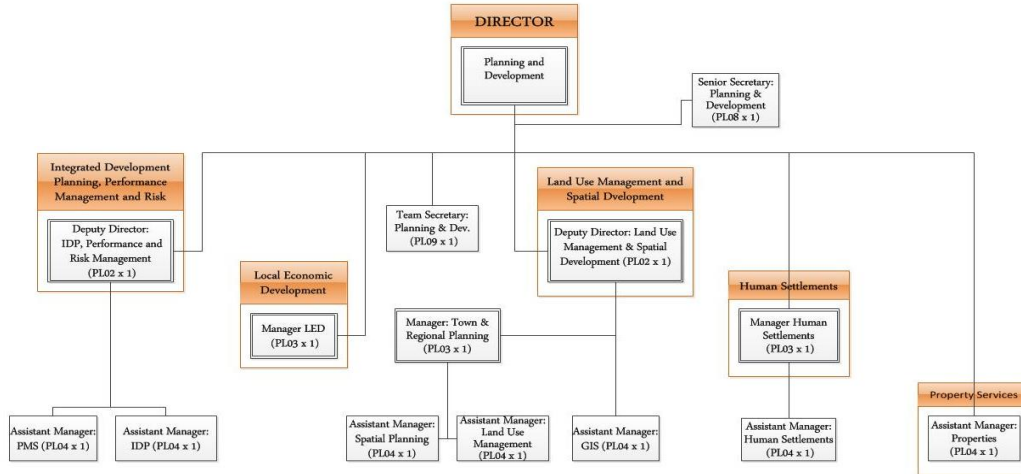 DIRECTOR
Planning and
Development
Senior Secretary:
Planning &
Development
(PL08 x 1)
Integrated Development
Planning, Performance
Management and Risk
Deputy Director:
IDP, Performance and
Risk Management
(PL02 x 1)
Team Secretary:
Planning & Dev.
(PL09 x 1)
Land Use Management and
Spatial Dvelopment
Deputy Director: Land Use
Management & Spatial
Development (PL02 x 1)
Local Economic
Development
Manager LED
(PL03 x 1)
Manager: Town &
Regional Planning
(PL03 x 1)
Human Settlements
Manager Human
Settlements
(PL03 x 1)
Assistant Manager:
PMS (PL04 x 1)
Assistant Manager:
IDP (PL04 x 1)
Assistant Manager:
Spatial Planning
(PL04 x 1)
Assistant Manager:
Land Use
Management
(PL04 x 1)
Assistant Manager:
GIS (PL04 x 1)
Assistant Manager:
Human Settlements
(PL04 x 1)
Property Services
Assistant Manager:
Properties
(PL04 x 1)